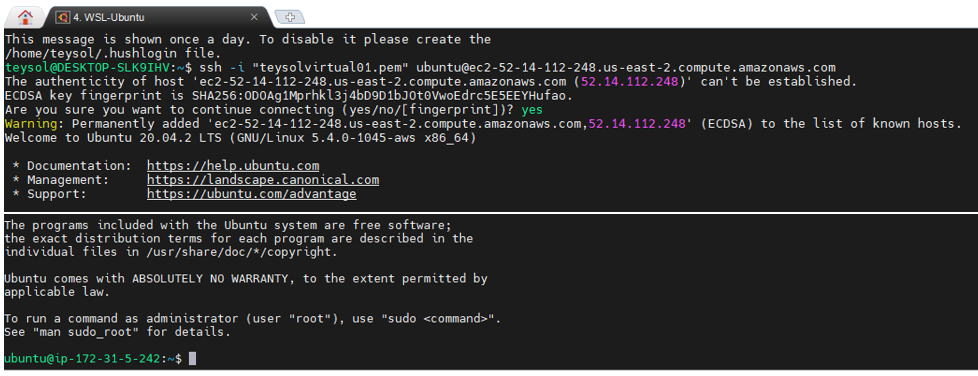 4. WSL-Ubuntu
This message is shown once a day. To disable it please create the
/home/teysol/.hushlogin file.
teysol@DESKTOP-SLK9IHV:~$ ssh -i "teysolvirtual01.pem" ubuntu@ec2-52-14-112-248.us-east-2.compute.amazonaws.com
The authenticity of host 'ec2-52-14-112-248.us-east-2.compute.amazonaws.com (52.14.112.248)' can't be established.
ECDSA key fingerprint is SHA256:ODOAg1Mprhkl3j4bD9D1bJOt0VwoEdrc5E5EEYHufao.
Are you sure you want to continue connecting (yes/no/[fingerprint])? yes
Warning: Permanently added 'ec2-52-14-112-248.us-east-2.compute.amazonaws.com,52.14.112.248' (ECDSA) to the list of known hosts.
Welcome to Ubuntu 20.04.2 LTS (GNU/Linux 5.4.0-1045-aws x86_64)
* Documentation: https://help.ubuntu.com
* Management: https://landscape.canonical.com
* Support: https://ubuntu.com/advantage
The programs included with the Ubuntu system are free software;
the exact distribution terms for each program are described in the
individual files in /usr/share/doc/*/copyright.
Ubuntu comes with ABSOLUTELY NO WARRANTY, to the extent permitted by
applicable law.
To run a command as administrator (user "root"), use "sudo <command>".
See "man sudo_root" for details.
ubuntu@ip-172-31-5-242:~$